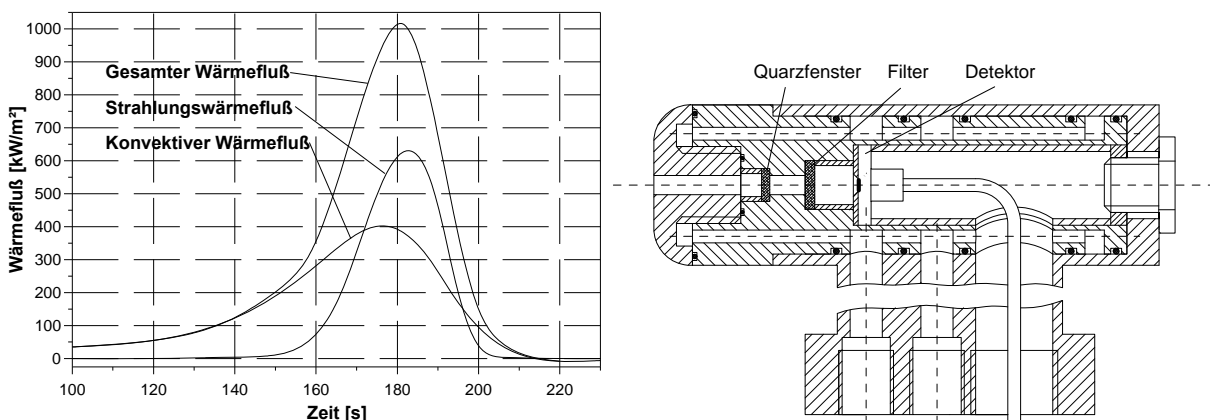 1000
900
800
700
600
500
400
300
200
100
0
Wärmefluß [kW/m²]
Gesamter Wärmefluß
Strahlungswärmefluß
Konvektiver Wärmefluß
100 120 140 160 180 200 220
Zeit [s]
Quarzfenster Filter Detektor